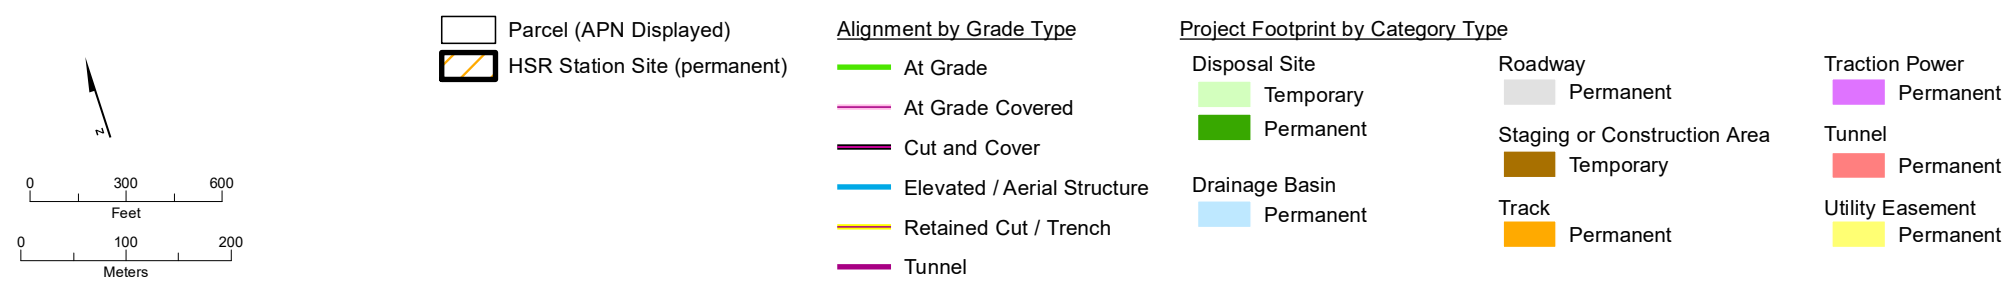 N
0 300 600
Feet
0 100 200
Meters
Parcel (APN Displayed)
HSR Station Site (permanent)
Alignment by Grade Type
At Grade
At Grade Covered
Cut and Cover
Elevated / Aerial Structure
Retained Cut / Trench
Tunnel
Project Footprint by Category Type
Disposal Site
Temporary
Permanent
Drainage Basin
Permanent
Roadway
Permanent
Staging or Construction Area
Temporary
Track
Permanent
Traction Power
Permanent
Tunnel
Permanent
Utility Easement
Permanent